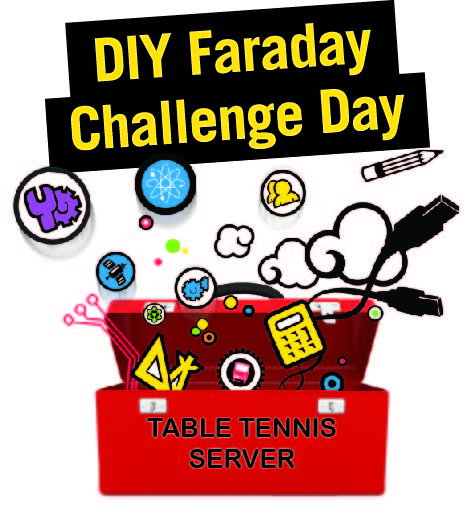 DIY Faraday
Challenge Day
TABLE TENNIS
SERVER